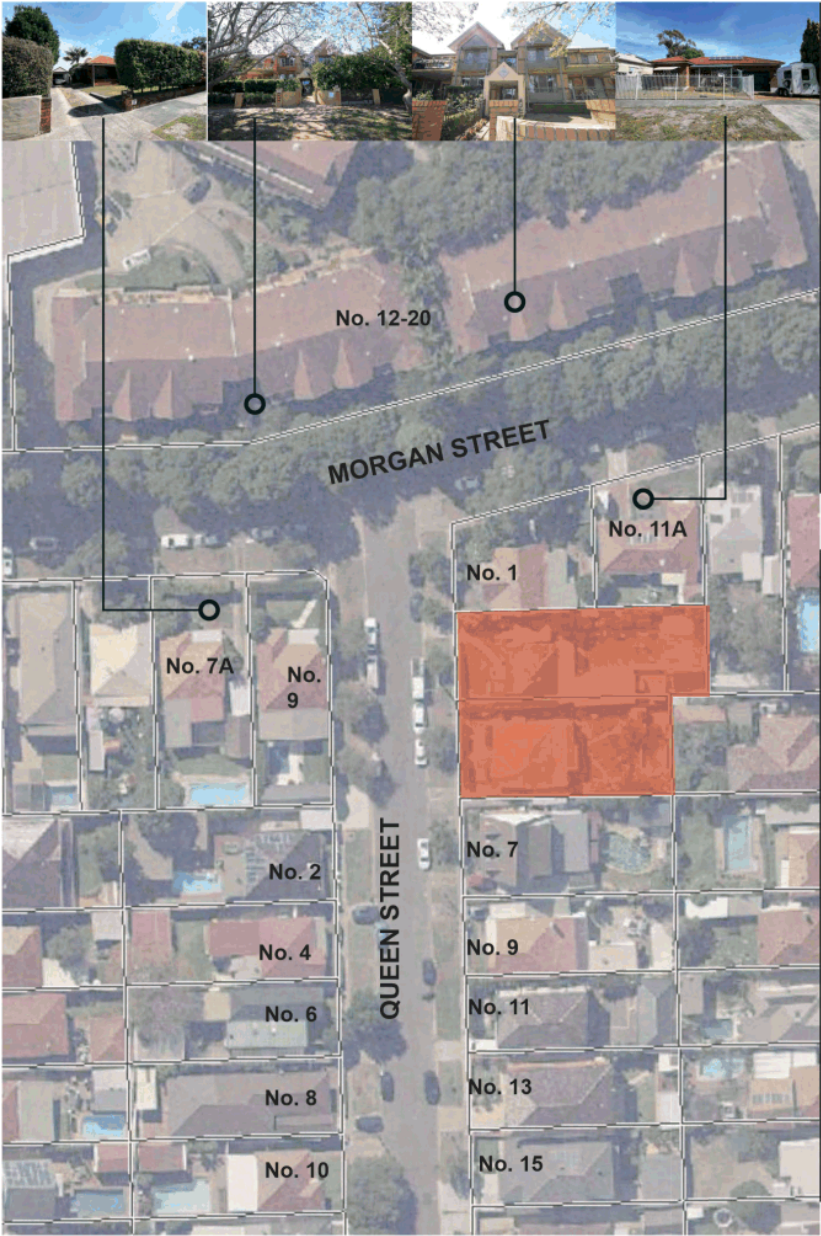 No. 12-20
MORGAN STREET
No. 11A
No. 1
No. 7A
No.
9
No. 7
No. 2
QUEEN STREET
No. 9
No. 4
No. 11
No. 6
No. 13
No. 8
No. 15
No. 10